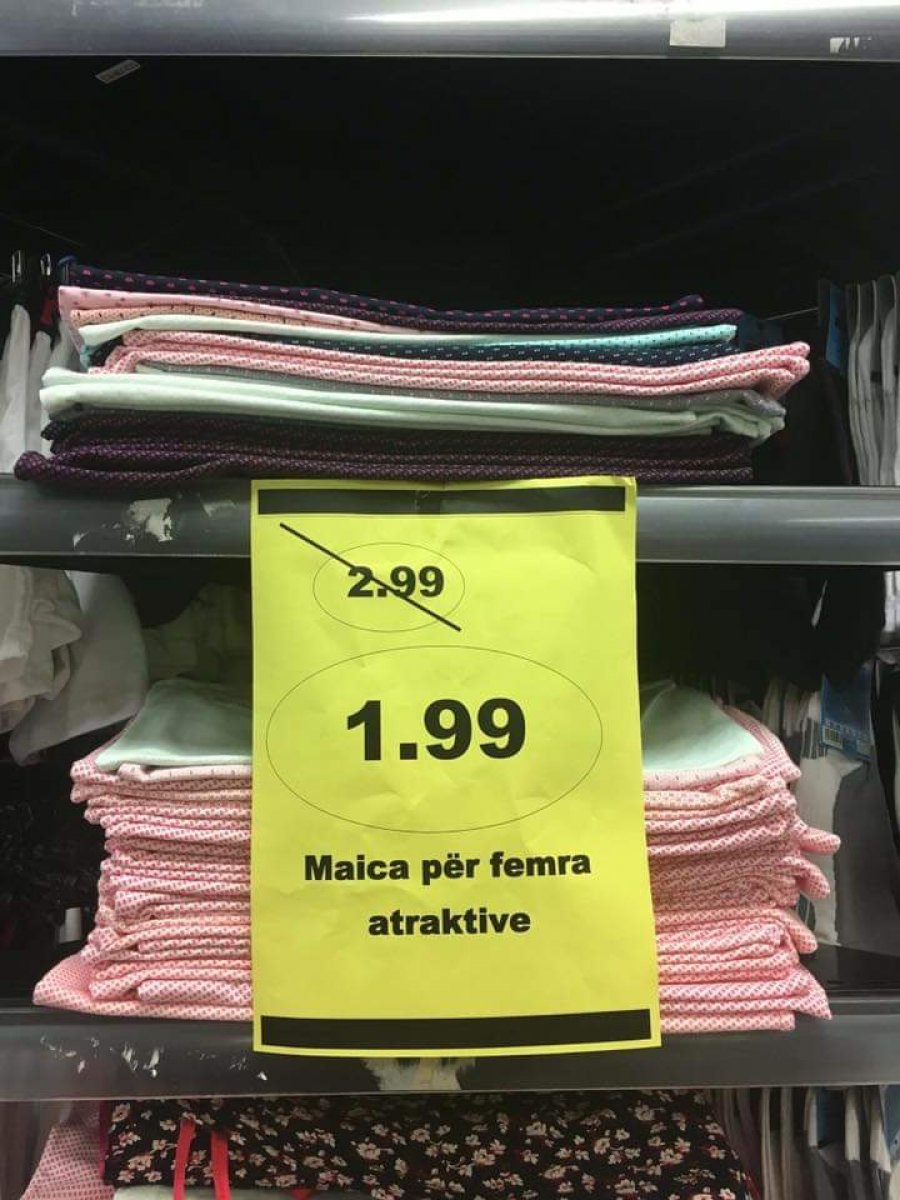 2.99
1.99
Maica për femra
atraktive